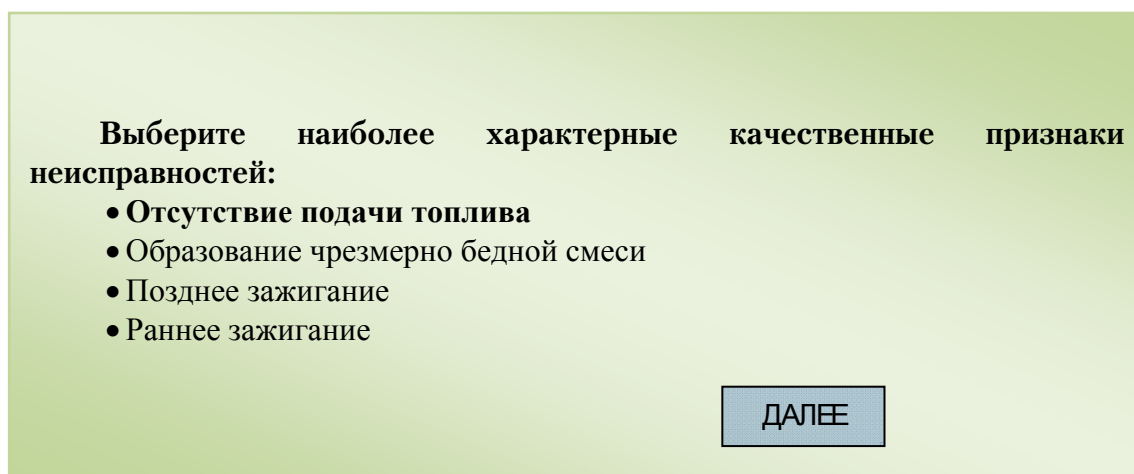 Выберите наиболее характерные качественные признаки
неисправностей:
• Отсутствие подачи топлива
• Образование чрезмерно бедной смеси
• Позднее зажигание
• Раннее зажигание
ДАЛЕЕ